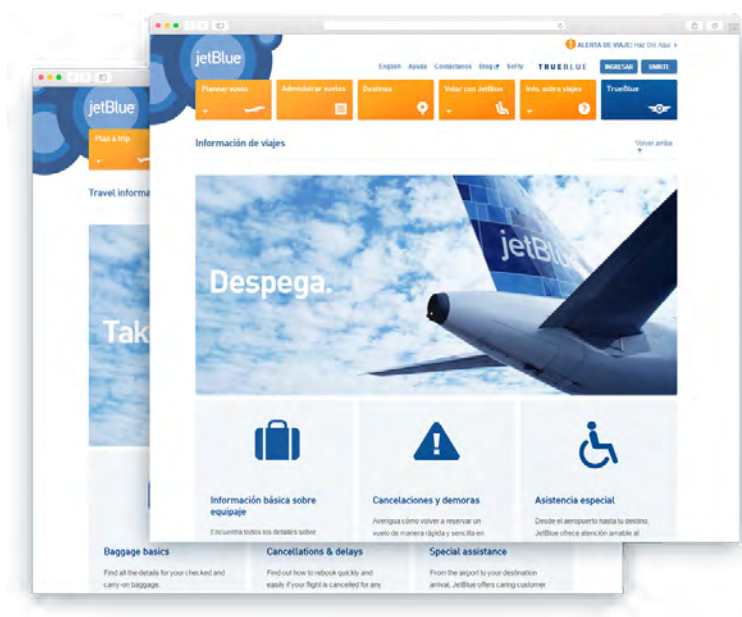 ALERTA DE VIAJE: Haz Clic Aquí
jetBlue
English Ayuda Contáctanos Blog SoFly TRUEBLUE INGRESAR UNIRTE
Planear vuelo Administrar vuelos Destinos Volar con JetBlue Info. sobre viajes TrueBlue
Información de viajes
Volver arriba
jetBlue
Despega.
Información básica sobre equipaje
Encuentra todos los detalles sobre
Cancelaciones y demoras
Averigua cómo volver a reservar un
vuelo de manera rápida y sencilla en
Asistencia especial
Desde el aeropuerto hasta tu destino,
JetBlue ofrece atención amable al
jetBlue
Plan a trip
Travel informa
Tak
Baggage basics
Find all the details for your checked and
carry-on baggage.
Cancellations & delays
Find out how to rebook quickly and
easily if your flight is cancelled for any
Special assistance
From the airport to your destination
arrival, JetBlue offers caring customer